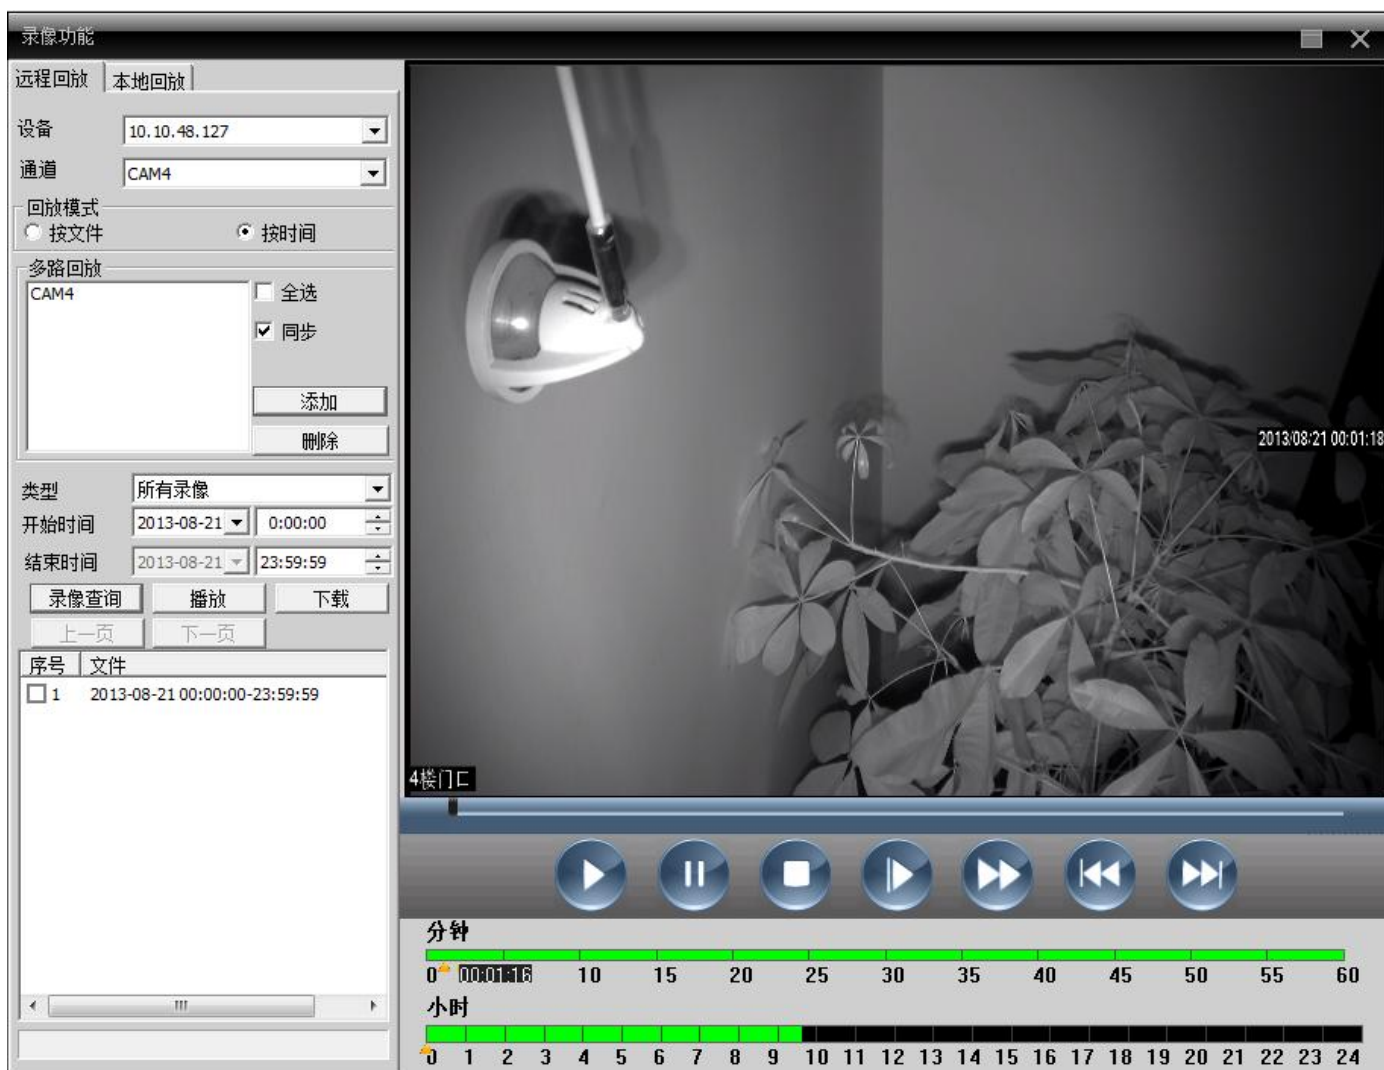 录像功能
远程回放 本地回放
设备 10.10.48.127
通道 CAM4
回放模式
按文件 按时间
多路回放
CAM4 全选
同步
添加
删除
类型 所有录像
开始时间 2013-08-21 0:00:00
结束时间 2013-08-21 23:59:59
录像查询 播放 下载
上一页 下一页
序号 文件
1 2013-08-21 00:00:00-23:59:59
2013/08/21 00:01:18
4楼门口
分钟
0 00:01:16 10 15 20 25 30 35 40 45 50 55 60
小时
0 1 2 3 4 5 6 7 8 9 10 11 12 13 14 15 16 17 18 19 20 21 22 23 24